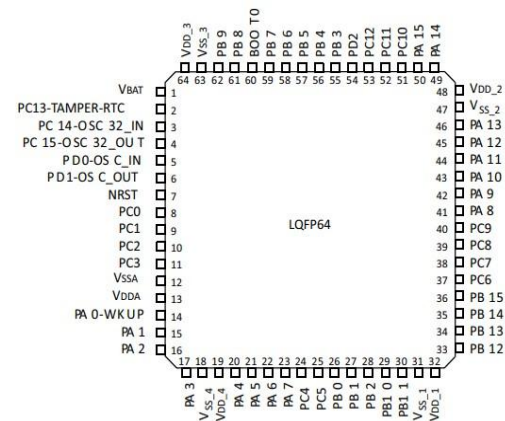 VDD_3 VSS_3 PB 9 PB 8 BOO T0 PB 7 PB 6 PB 5 PB 4 PB 3 PD2 PC12 PC11 PC10 PA 15 PA 14
64 63 62 61 60 59 58 57 56 55 54 53 52 51 50 49
VBAT 1
PC13-TAMPER-RTC 2
PC 14-OSC 32_IN 3
PC 15-OSC 32_OU T 4
P D0-OS C_IN 5
P D1-OS C_OUT 6
NRST 7
PC0 8
PC1 9
PC2 10
PC3 11
VSSA 12
VDDA 13
PA 0-WK UP 14
PA 1 15
PA 2 16
LQFP64
48 VDD_2
47 VSS_2
46 PA 13
45 PA 12
44 PA 11
43 PA 10
42 PA 9
41 PA 8
40 PC9
39 PC8
38 PC7
37 PC6
36 PB 15
35 PB 14
34 PB 13
33 PB 12
17 18 19 20 21 22 23 24 25 26 27 28 29 30 31 32
PA 3 VSS_4 VDD_4 PA 4 PA 5 PA 6 PA 7 PC4 PC5 PB 0 PB 1 PB 2 PB1 0 PB1 1 VSS_1 VDD_1